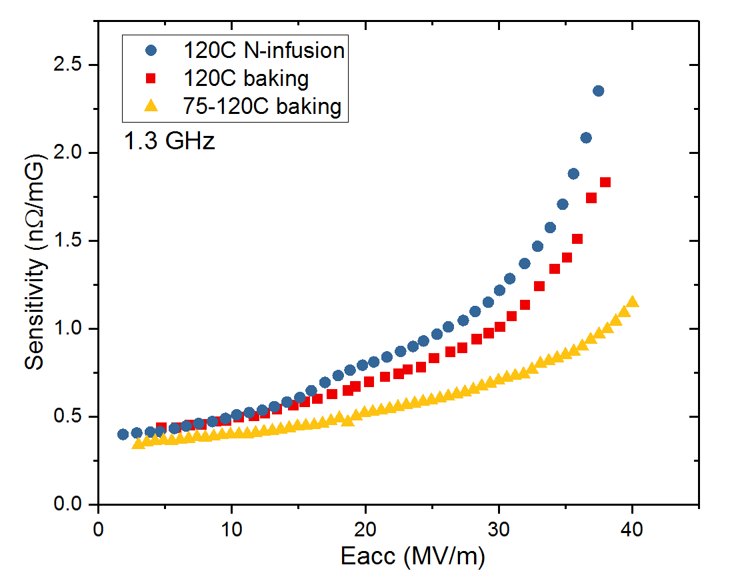 120C N-infusion
120C baking
75-120C baking
1.3 GHz
Sensitivity (nΩ/mG)
2.5
2.0
1.5
1.0
0.5
0.0
0 10 20 30 40
Eacc (MV/m)